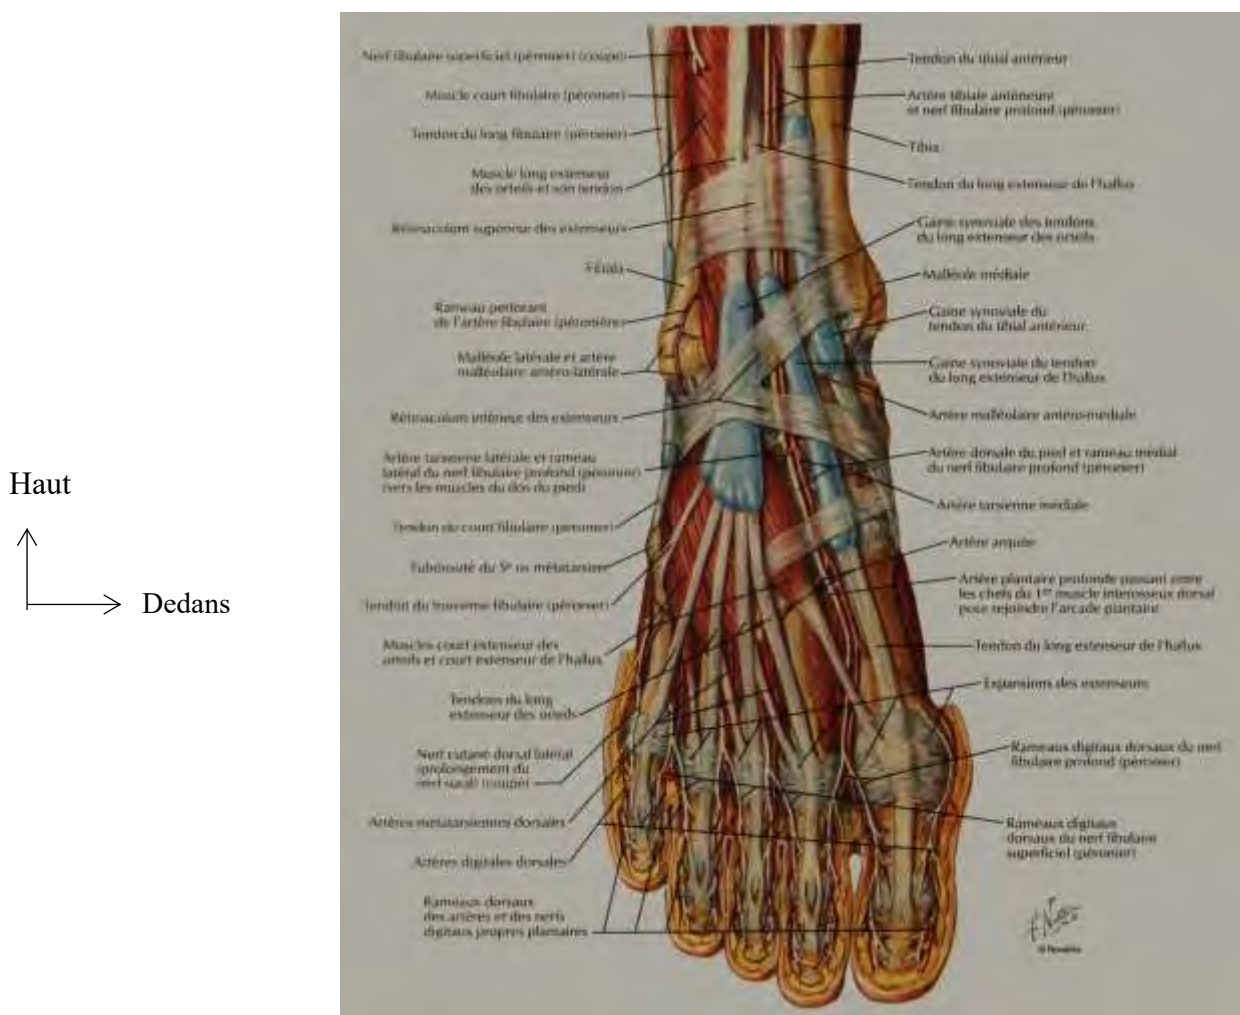 Haut
Dedans
Nerf fibulaire superficiel (péronier) (coupé)
Muscle court fibulaire (péronier)
Tendon du long fibulaire (péronier)
Muscle long extenseur
des orteils et son tendon
Rétinaculum supérieur des extenseurs
Fibula
Rameau perforant
de l'artère fibulaire (péronière)
Malléole latérale et artère
malléolaire antéro-latérale
Rétinaculum inférieur des extenseurs
Artère tarsienne latérale et rameau
latéral du nerf fibulaire profond (péronier)
(vers les muscles du dos du pied)
Tendon du court fibulaire (péronier)
Tubérosité du 5e os métatarsien
Tendon du troisième fibulaire (péronier)
Muscles court extenseur des
orteils et court extenseur de l'hallux
Tendons du long
extenseur des orteils
Nerf cutané dorsal latéral
(prolongement du
nerf sural) (coupé)
Artères métatarsiennes dorsales
Artères digitales dorsales
Rameaux dorsaux
des artères et des nerfs
digitaux propres plantaires
Tendon du tibial antérieur
Artère tibiale antérieure
et nerf fibulaire profond (péronier)
Tibia
Tendon du long extenseur de l'hallux
Gaine synoviale des tendons
du long extenseur des orteils
Malléole médiale
Gaine synoviale du
tendon du tibial antérieur
Gaine synoviale du tendon
du long extenseur de l'hallux
Artère malléolaire antéro-médiale
Artère dorsale du pied et rameau médial
du nerf fibulaire profond (péronier)
Artère tarsienne médiale
Artère arquée
Artère plantaire profonde passant entre
les chefs du 1er muscle interosseux dorsal
pour rejoindre l'arcade plantaire
Tendon du long extenseur de l'hallux
Expansions des extenseurs
Rameaux digitaux dorsaux du nerf
fibulaire profond (péronier)
Rameaux digitaux
dorsaux du nerf fibulaire
superficiel (péronier)